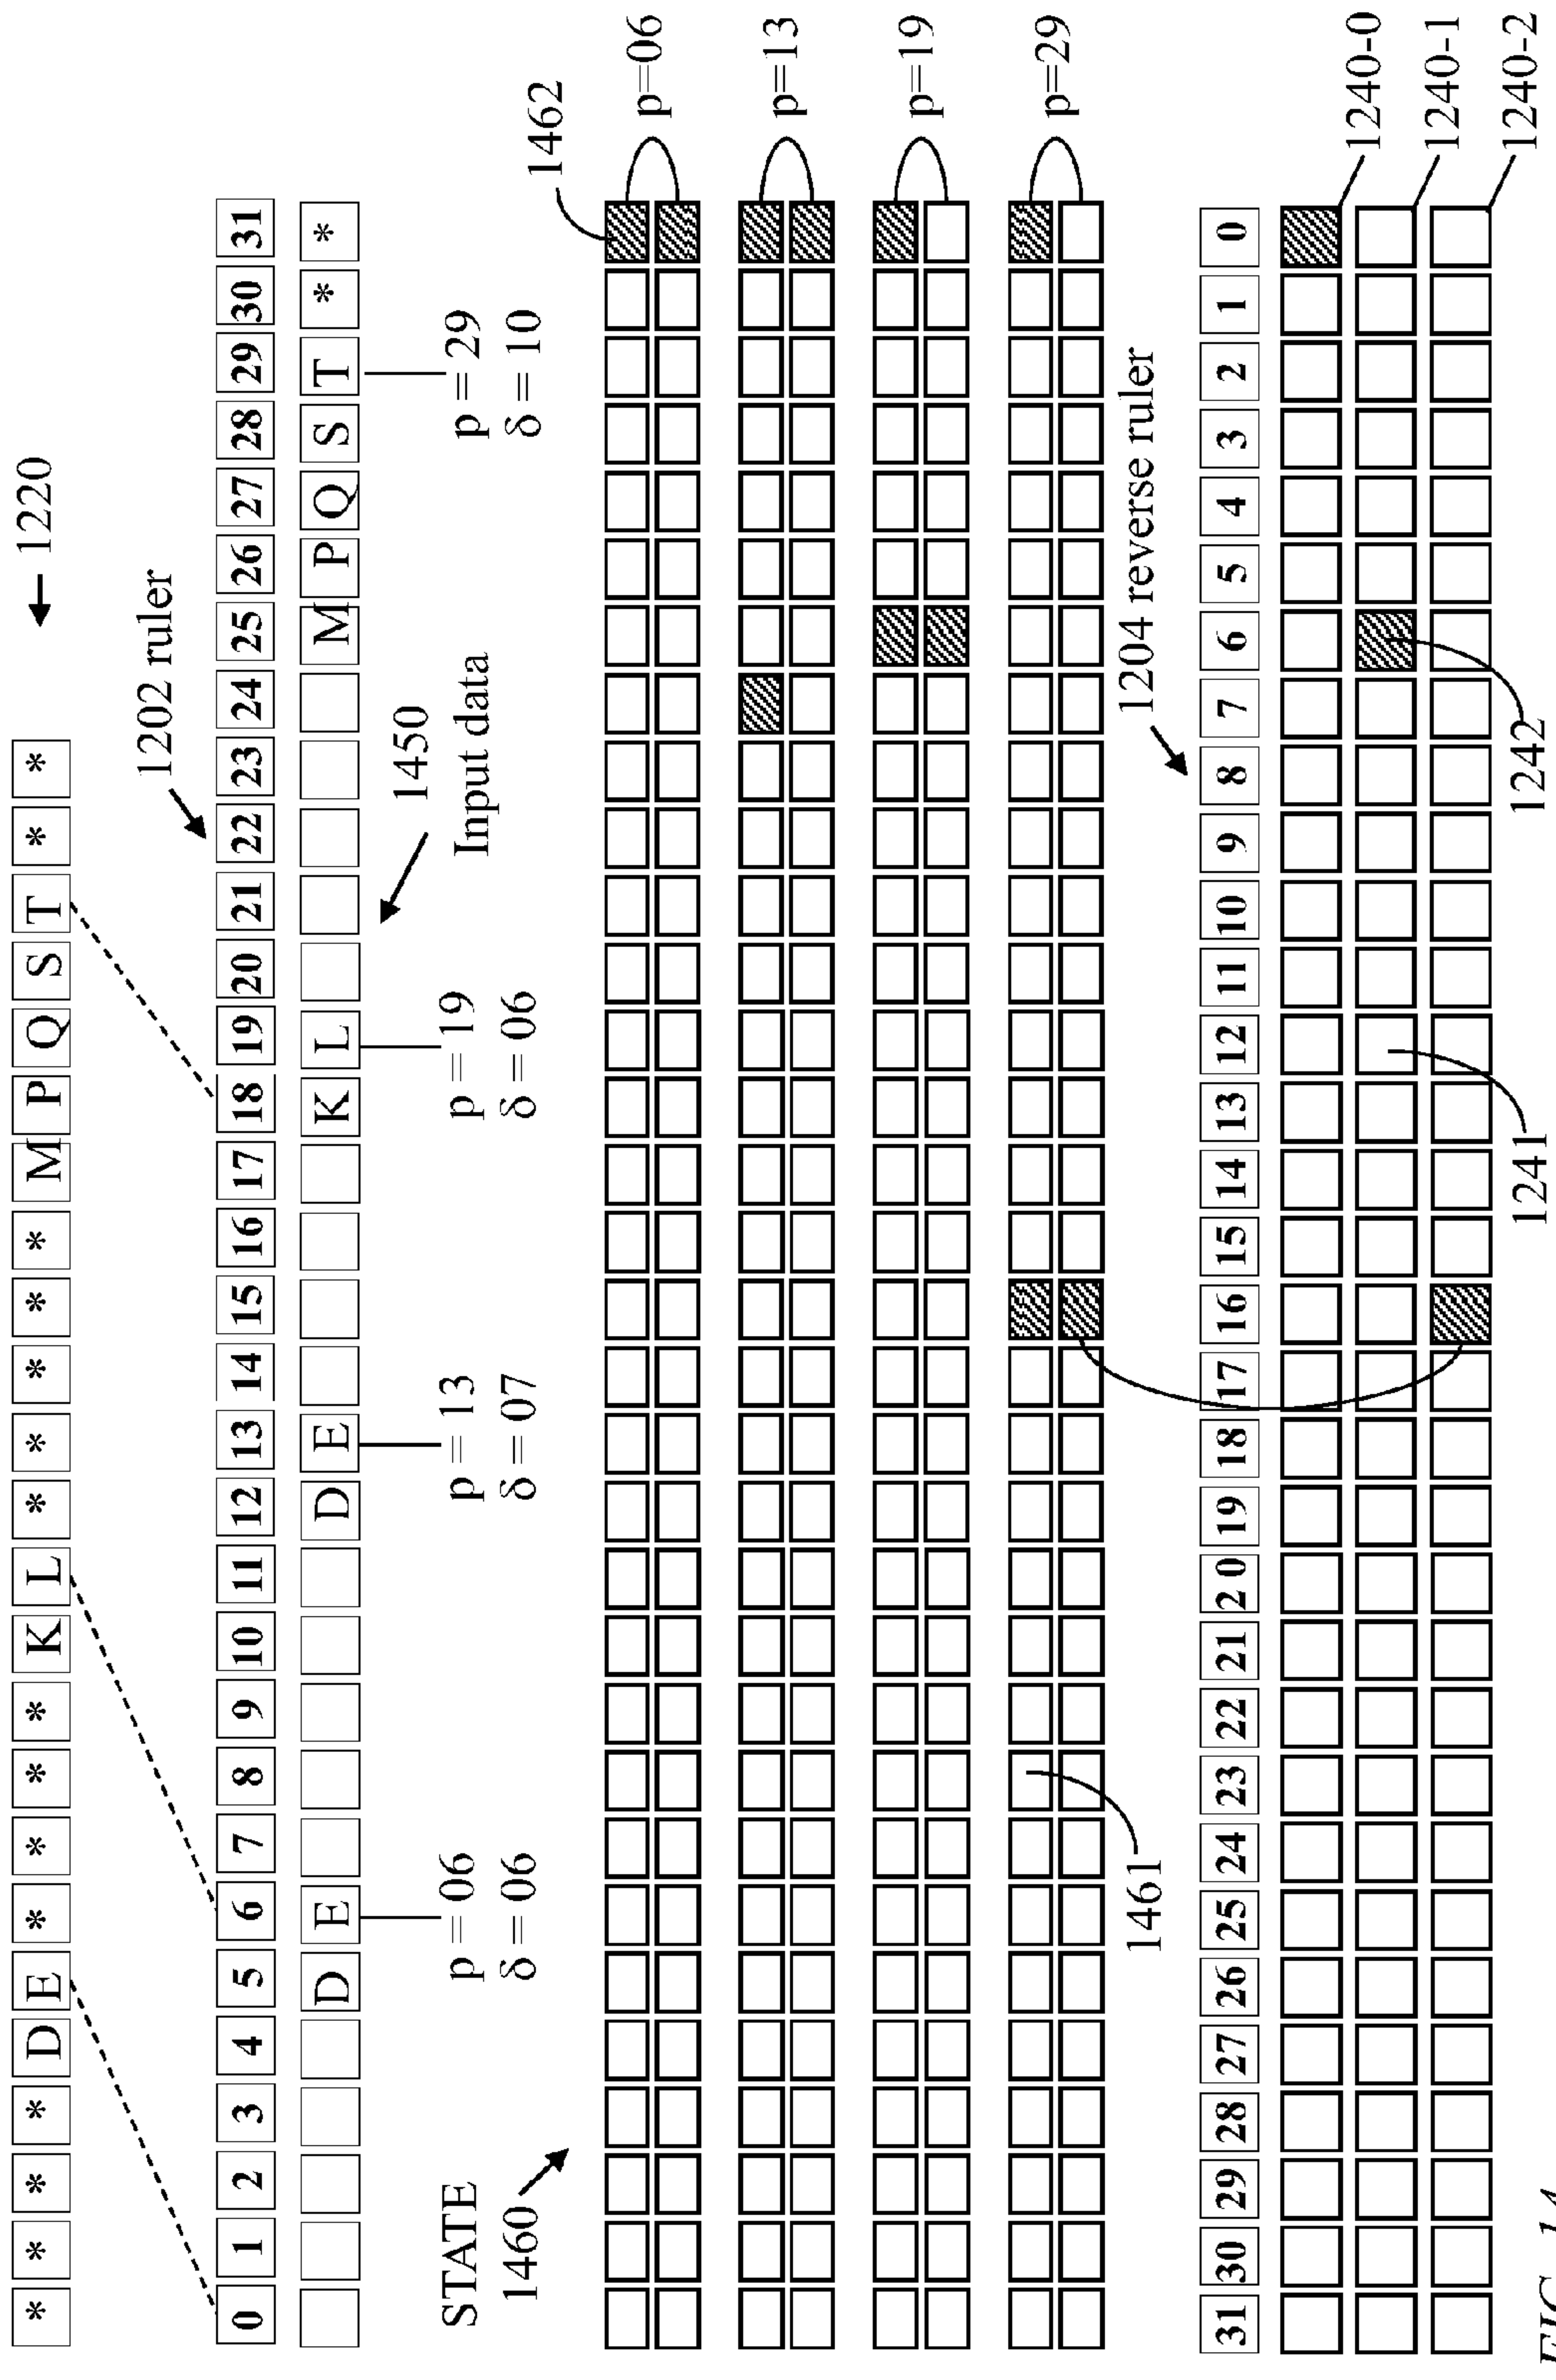 * * * * D E * * * * K L * * * * * M P Q S T * *
← 1220
1202 ruler
0 1 2 3 4 5 6 7 8 9 10 11 12 13 14 15 16 17 18 19 20 21 22 23 24 25 26 27 28 29 30 31
D E D E K L M P Q S T * *
1450
Input data
p = 06
δ = 06
p = 13
δ = 07
p = 19
δ = 06
p = 29
δ = 10
STATE
1460
1462
p=06
p=13
p=19
p=29
1461
1204 reverse ruler
31 30 29 28 27 26 25 24 23 22 21 20 19 18 17 16 15 14 13 12 11 10 9 8 7 6 5 4 3 2 1 0
1240-0
1240-1
1240-2
1241
1242
FIG. 14